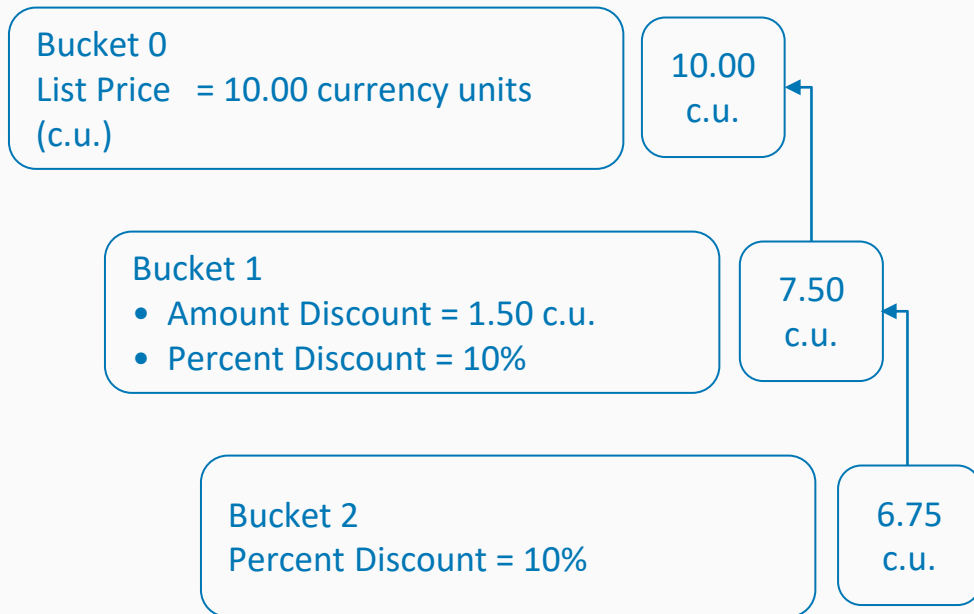 Bucket 0
List Price   = 10.00 currency units
(c.u.)
10.00
c.u.
Bucket 1
• Amount Discount = 1.50 c.u.
• Percent Discount = 10%
7.50
c.u.
Bucket 2
Percent Discount = 10%
6.75
c.u.